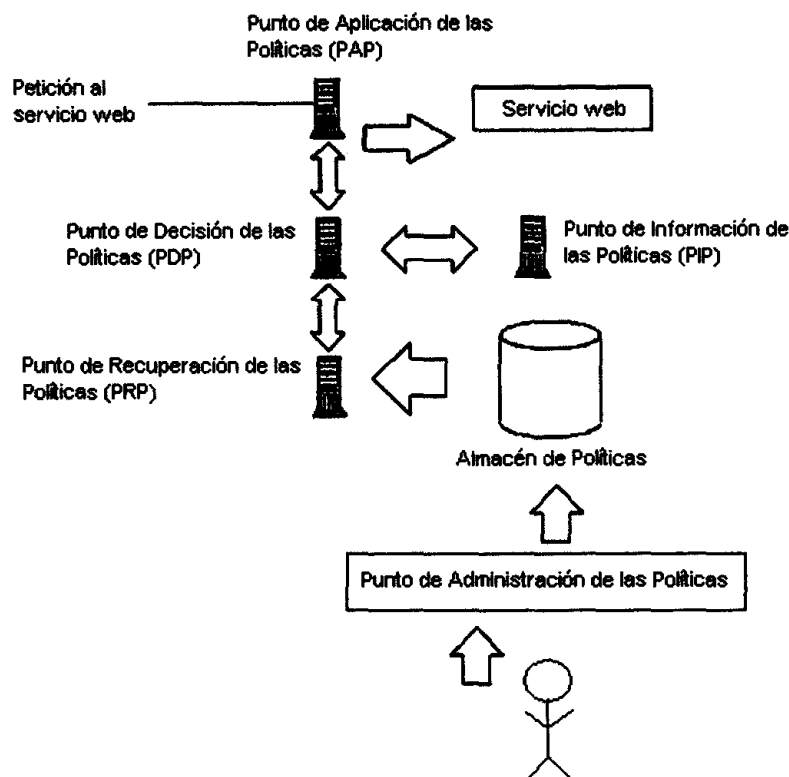 Punto de Aplicación de las
Políticas (PAP)
Petición al
servicio web
Servicio web
Punto de Decisión de las
Políticas (PDP)
Punto de Información de
las Políticas (PIP)
Punto de Recuperación de las
Políticas (PRP)
Almacén de Políticas
Punto de Administración de las Políticas